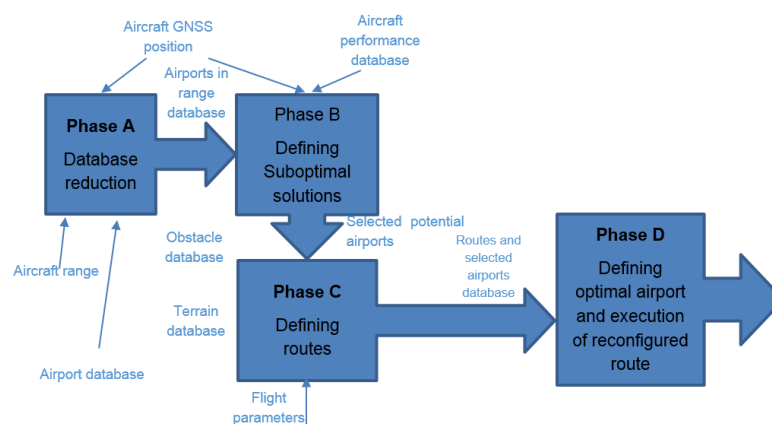 Aircraft GNSS
position
Aircraft
performance
database
Airports in
range
database
Phase A
Database
reduction
Phase B
Defining
Suboptimal
solutions
Aircraft range
Airport database
Selected potential
airports
Obstacle
database
Terrain
database
Phase C
Defining
routes
Flight
parameters
Routes and
selected
airports
database
Phase D
Defining
optimal airport
and execution
of reconfigured
route